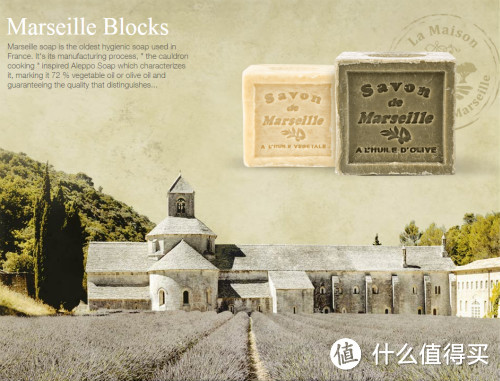 Marseille Blocks
Marseille soap is the oldest hygienic soap used in
France. It's its manufacturing process, " the cauldron
cooking " inspired Aleppo Soap which characterizes
it, marking it 72 % vegetable oil or olive oil and
guaranteeing the quality that distinguishes...
La Maison
Marseille
Savon
de
Marseille
A L'HUILE VEGETALE
Savon
de
Marseille
A L'HUILE D'OLIVE
值 什么值得买